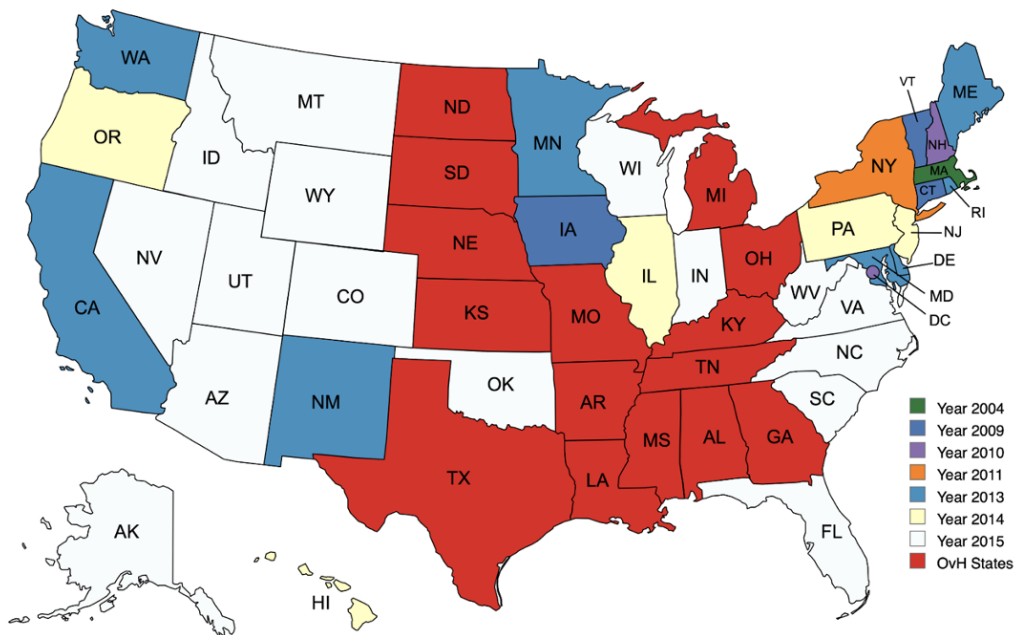 WA
MT
ND
VT
ME
OR
ID
MN
WI
NH
SD
NY
MA
WY
MI
CT
RI
NE
IA
PA
NJ
NV
UT
CO
IL
IN
OH
DE
WV
MD
CA
KS
MO
KY
VA
DC
TN
NC
AZ
NM
OK
AR
SC
MS
AL
GA
TX
LA
AK
FL
HI
Year 2004
Year 2009
Year 2010
Year 2011
Year 2013
Year 2014
Year 2015
OvH States